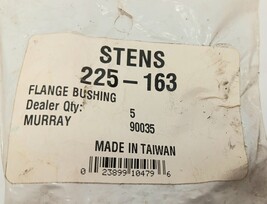 STENS
225-163
FLANGE BUSHING
Dealer Qty: 5
MURRAY 90035
MADE IN TAIWAN
0 23899 10479 6